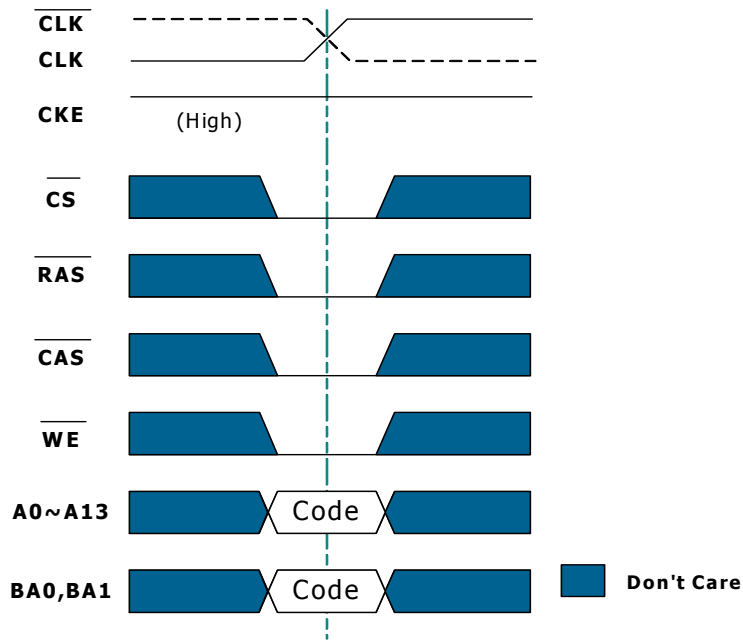 CLK
CLK
CKE
(High)
CS
RAS
CAS
WE
A0~A13 Code
BA0,BA1 Code
Don't Care